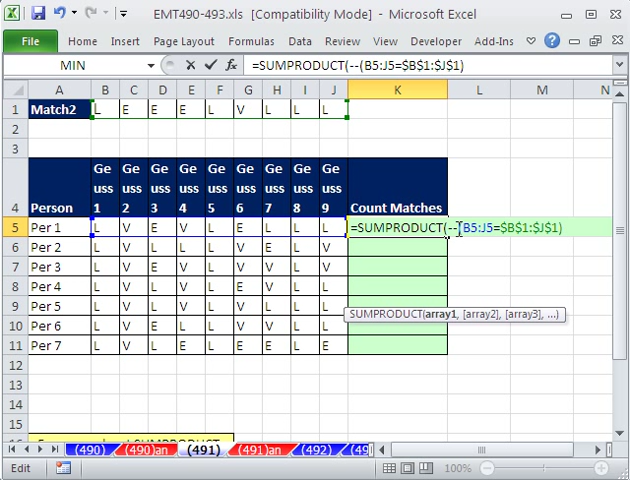 EMT490-493.xls [Compatibility Mode] - Microsoft Excel
File Home Insert Page Layout Formulas Data Review View Developer Add-Ins
MIN fx =SUMPRODUCT(--(B5:J5=$B$1:$J$1)
A B C D E F G H I J K L M N
1 Match2 L E E E L V L L L
2
3
4 Person Ge uss 1 Ge uss 2 Ge uss 3 Ge uss 4 Ge uss 5 Ge uss 6 Ge uss 7 Ge uss 8 Ge uss 9 Count Matches
5 Per 1 L V E V L E L L L =SUMPRODUCT(--(B5:J5=$B$1:$J$1)
6 Per 2 L V V L L V E L V
7 Per 3 L V E V L V V L V
8 Per 4 L V L E L V V L L
SUMPRODUCT(array1, [array2], [array3], ...)
9 Per 5 L L V L L V V L L
10 Per 6 L V E L L V V L E
11 Per 7 L L V E L E E L E
12
13
14
15
(490) (490)an (491) (491)an (492)
Edit 100%